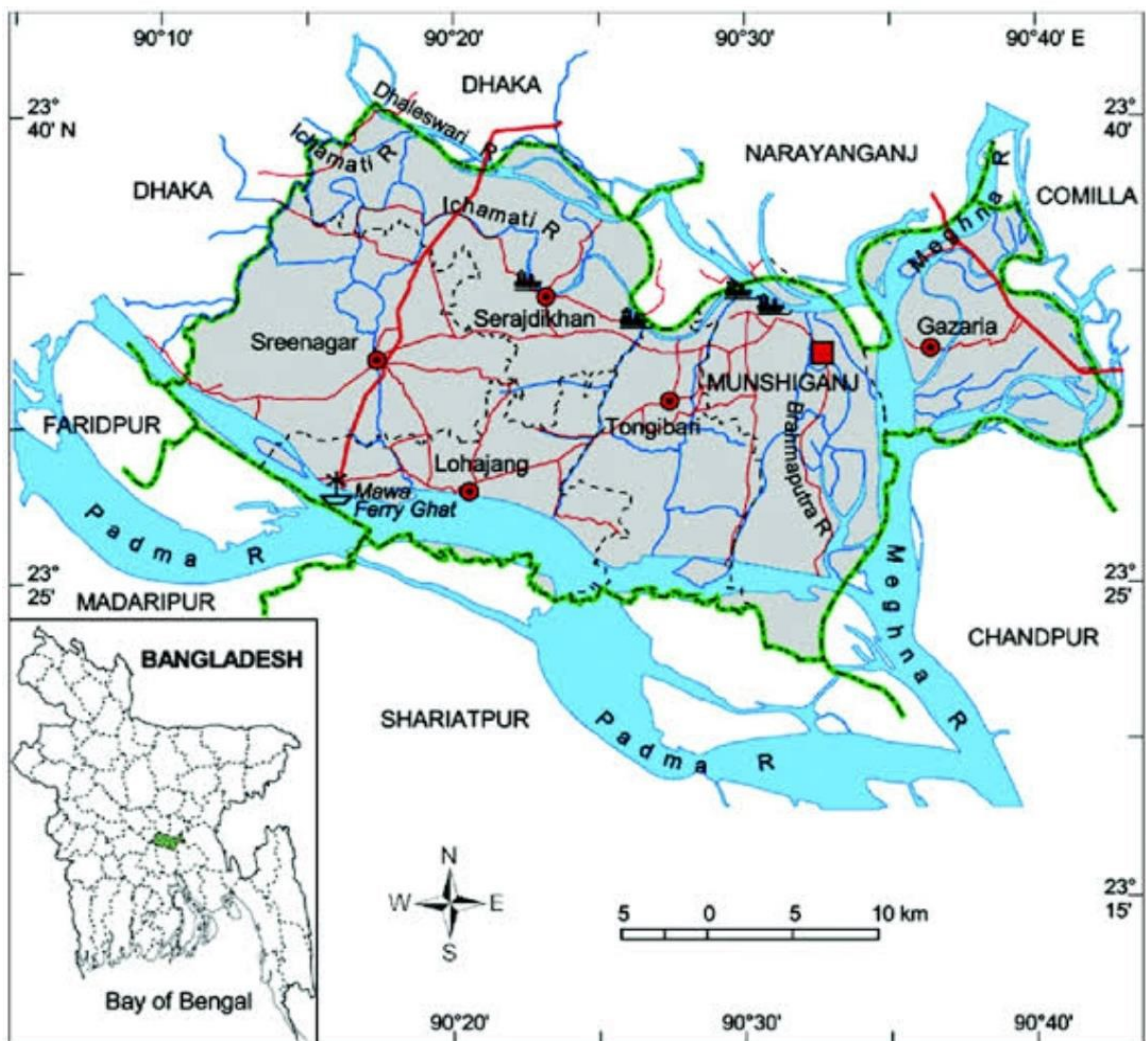 90°10' 90°20' 90°30' 90°40' E
23°
40' N
23°
40'
DHAKA
Dhaleswari R
Ichamati R
NARAYANGANJ
DHAKA
COMILLA
Meghna R
Ichamati R
Serajdikhan
Gazaria
Sreenagar
MUNSHIGANJ
FARIDPUR
Tongibari
Brahmaputra R
Lohajang
Mawa
Ferry Ghat
Padma R
Meghna R
23°
25'
23°
25'
MADARIPUR
CHANDPUR
BANGLADESH
SHARIATPUR
Padma R
N
W E
S
23°
15'
5 0 5 10 km
Bay of Bengal
90°20' 90°30' 90°40'